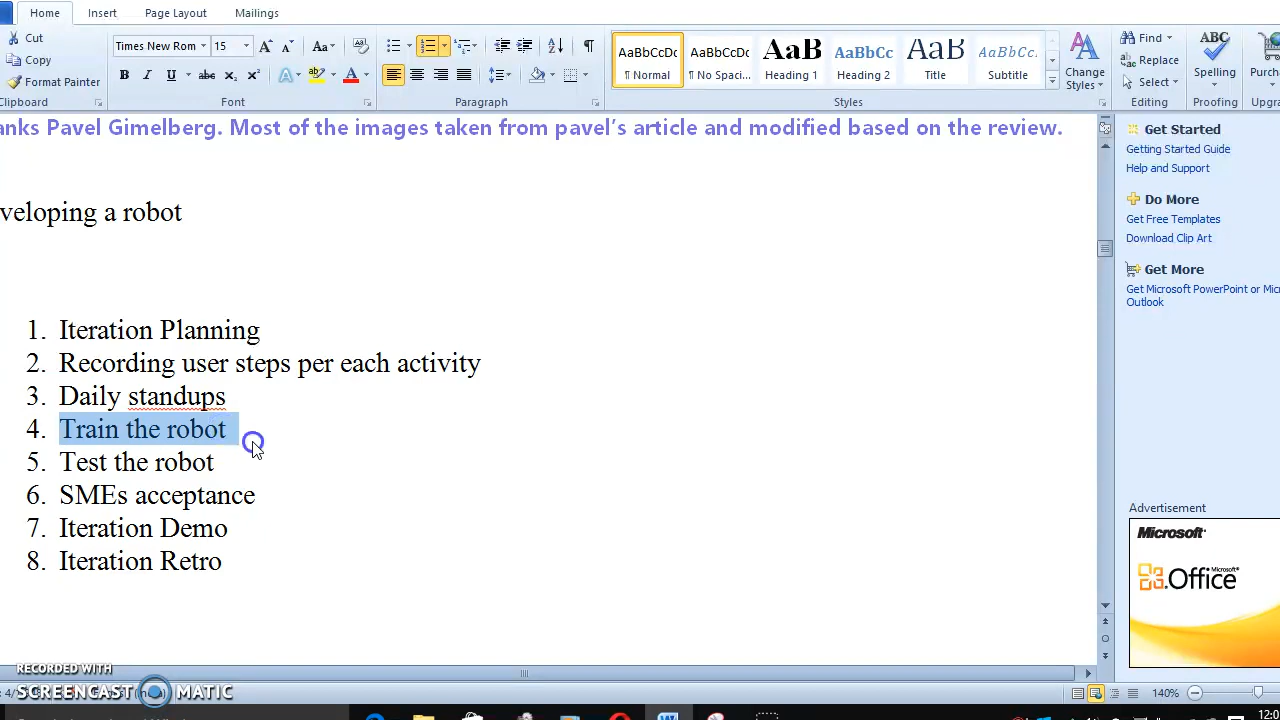 Home Insert Page Layout Mailings
Cut
Copy
Format Painter
Clipboard
Times New Rom 15
Font
Paragraph
AaBbCcDc AaBbCcDc AaB AaBbCc AaB AaBbCc
¶ Normal ¶ No Spaci... Heading 1 Heading 2 Title Subtitle
Styles
Change
Styles
Find
Replace
Select
Editing
ABC
Spelling
Proofing
anks Pavel Gimelberg. Most of the images taken from pavel's article and modified based on the review.
veloping a robot
1. Iteration Planning
2. Recording user steps per each activity
3. Daily standups
4. Train the robot
5. Test the robot
6. SMEs acceptance
7. Iteration Demo
8. Iteration Retro
Get Started
Getting Started Guide
Help and Support
Do More
Get Free Templates
Download Clip Art
Get More
Get Microsoft PowerPoint or Mic
Outlook
Advertisement
Microsoft
Office
RECORDED WITH
SCREENCAST MATIC
140%
12:0